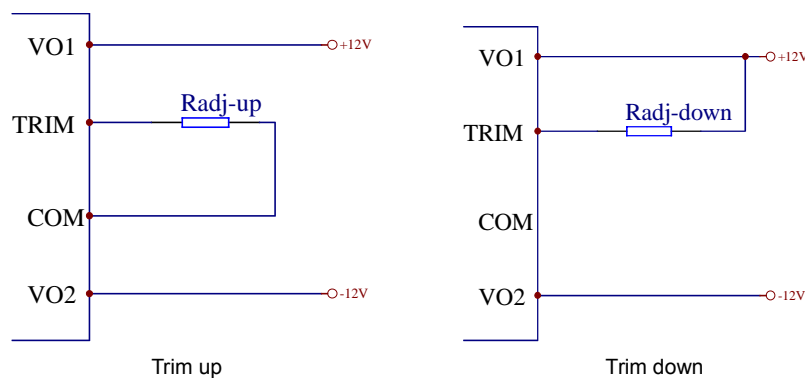 VO1
+12V
Radj-up
TRIM
COM
VO2
-12V
Trim up
VO1
+12V
Radj-down
TRIM
COM
VO2
-12V
Trim down